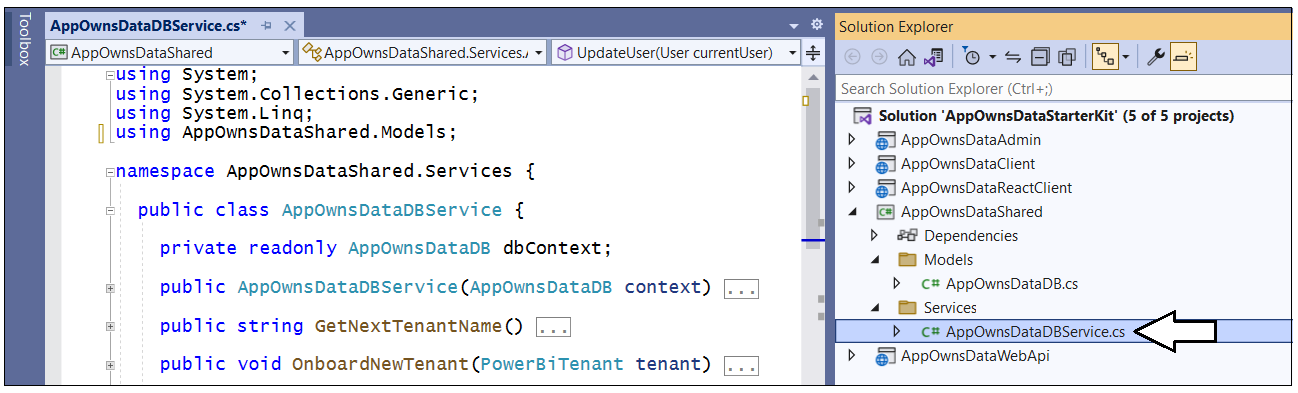 Toolbox
AppOwnsDataDBService.cs*
AppOwnsDataShared
AppOwnsDataShared.Services.A
UpdateUser(User currentUser)
using System;
using System.Collections.Generic;
using System.Linq;
using AppOwnsDataShared.Models;
namespace AppOwnsDataShared.Services {
public class AppOwnsDataDBService {
private readonly AppOwnsDataDB dbContext;
public AppOwnsDataDBService(AppOwnsDataDB context) ...
public string GetNextTenantName() ...
public void OnboardNewTenant(PowerBiTenant tenant) ...
Solution Explorer
Search Solution Explorer (Ctrl+;)
Solution 'AppOwnsDataStarterKit' (5 of 5 projects)
AppOwnsDataAdmin
AppOwnsDataClient
AppOwnsDataReactClient
C# AppOwnsDataShared
Dependencies
Models
C# AppOwnsDataDB.cs
Services
C# AppOwnsDataDBService.cs
AppOwnsDataWebApi